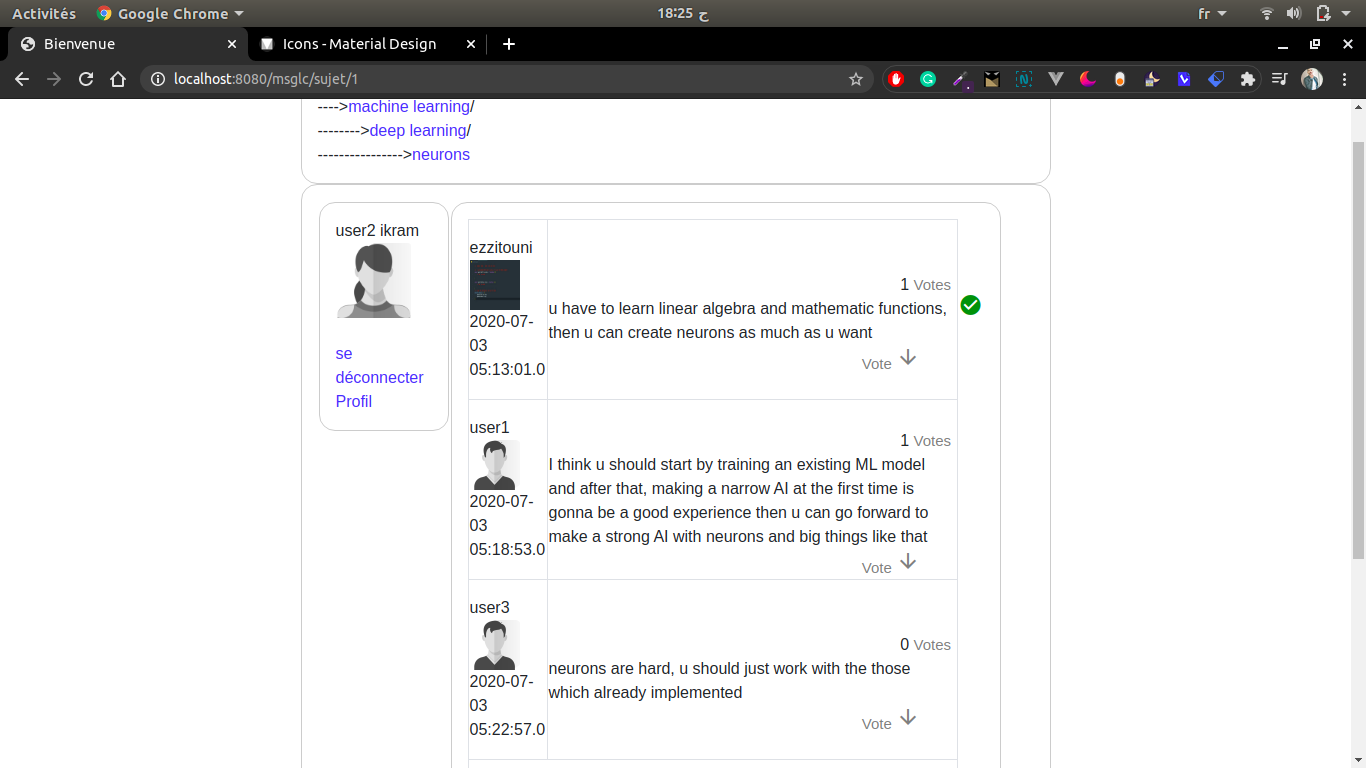 Activités Google Chrome 18:25 ح fr
Bienvenue Icons - Material Design
localhost:8080/msglc/sujet/1
---->machine learning/
-------->deep learning/
---------------->neurons
user2 ikram
se
déconnecter
Profil
ezzitouni
2020-07-
03
05:13:01.0
1 Votes
u have to learn linear algebra and mathematic functions,
then u can create neurons as much as u want
Vote
user1
2020-07-
03
05:18:53.0
1 Votes
I think u should start by training an existing ML model
and after that, making a narrow AI at the first time is
gonna be a good experience then u can go forward to
make a strong AI with neurons and big things like that
Vote
user3
2020-07-
03
05:22:57.0
0 Votes
neurons are hard, u should just work with the those
which already implemented
Vote